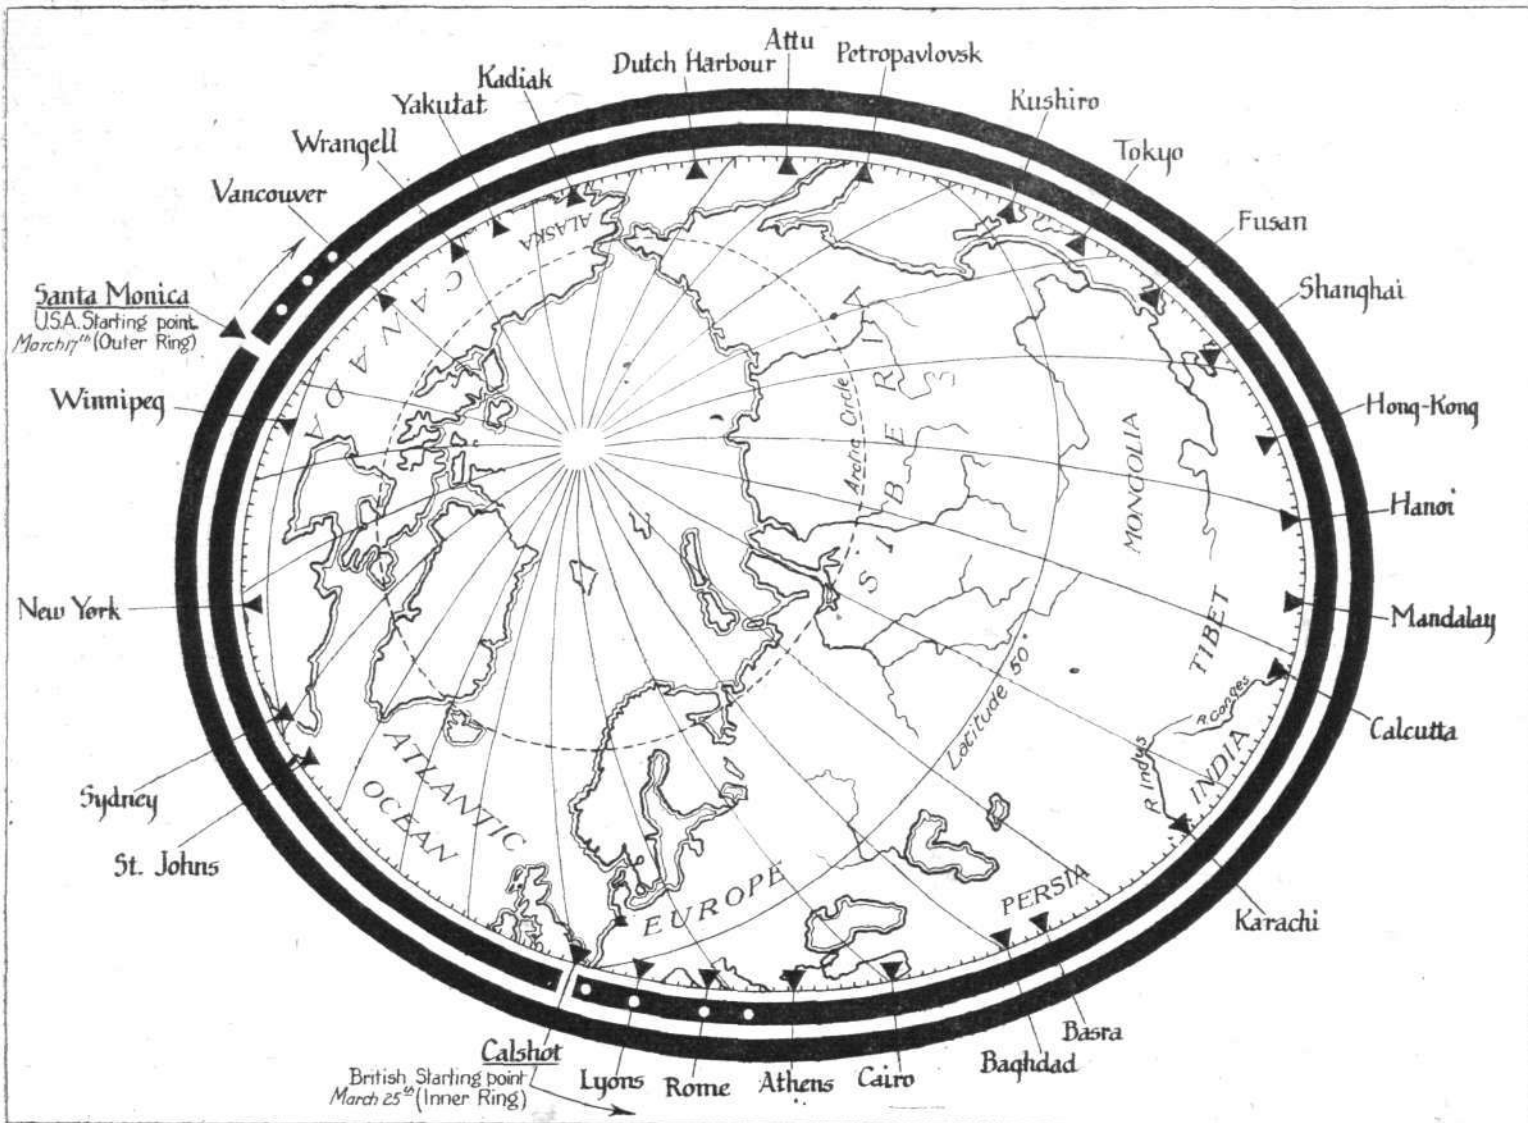 Attu
Dutch Harbour
Petropavlovsk
Kadiak
Kushiro
Yakutat
Wrangell
Tokyo
Vancouver
Fusan
Shanghai
Santa Monica
U.S.A. Starting point
March 17th (Outer Ring)
Winnipeg
Hong-Kong
Hanoi
New York
Mandalay
Calcutta
Sydney
St. Johns
Karachi
Basra
Baghdad
Cairo
Athens
Rome
Lyons
Calshot
British Starting point
March 25th (Inner Ring)
ALASKA
CANADA
SIBERIA
Arctic Circle
MONGOLIA
TIBET
R. Ganges
R Indys
INDIA
Latitude 50°
PERSIA
EUROPE
ATLANTIC
OCEAN